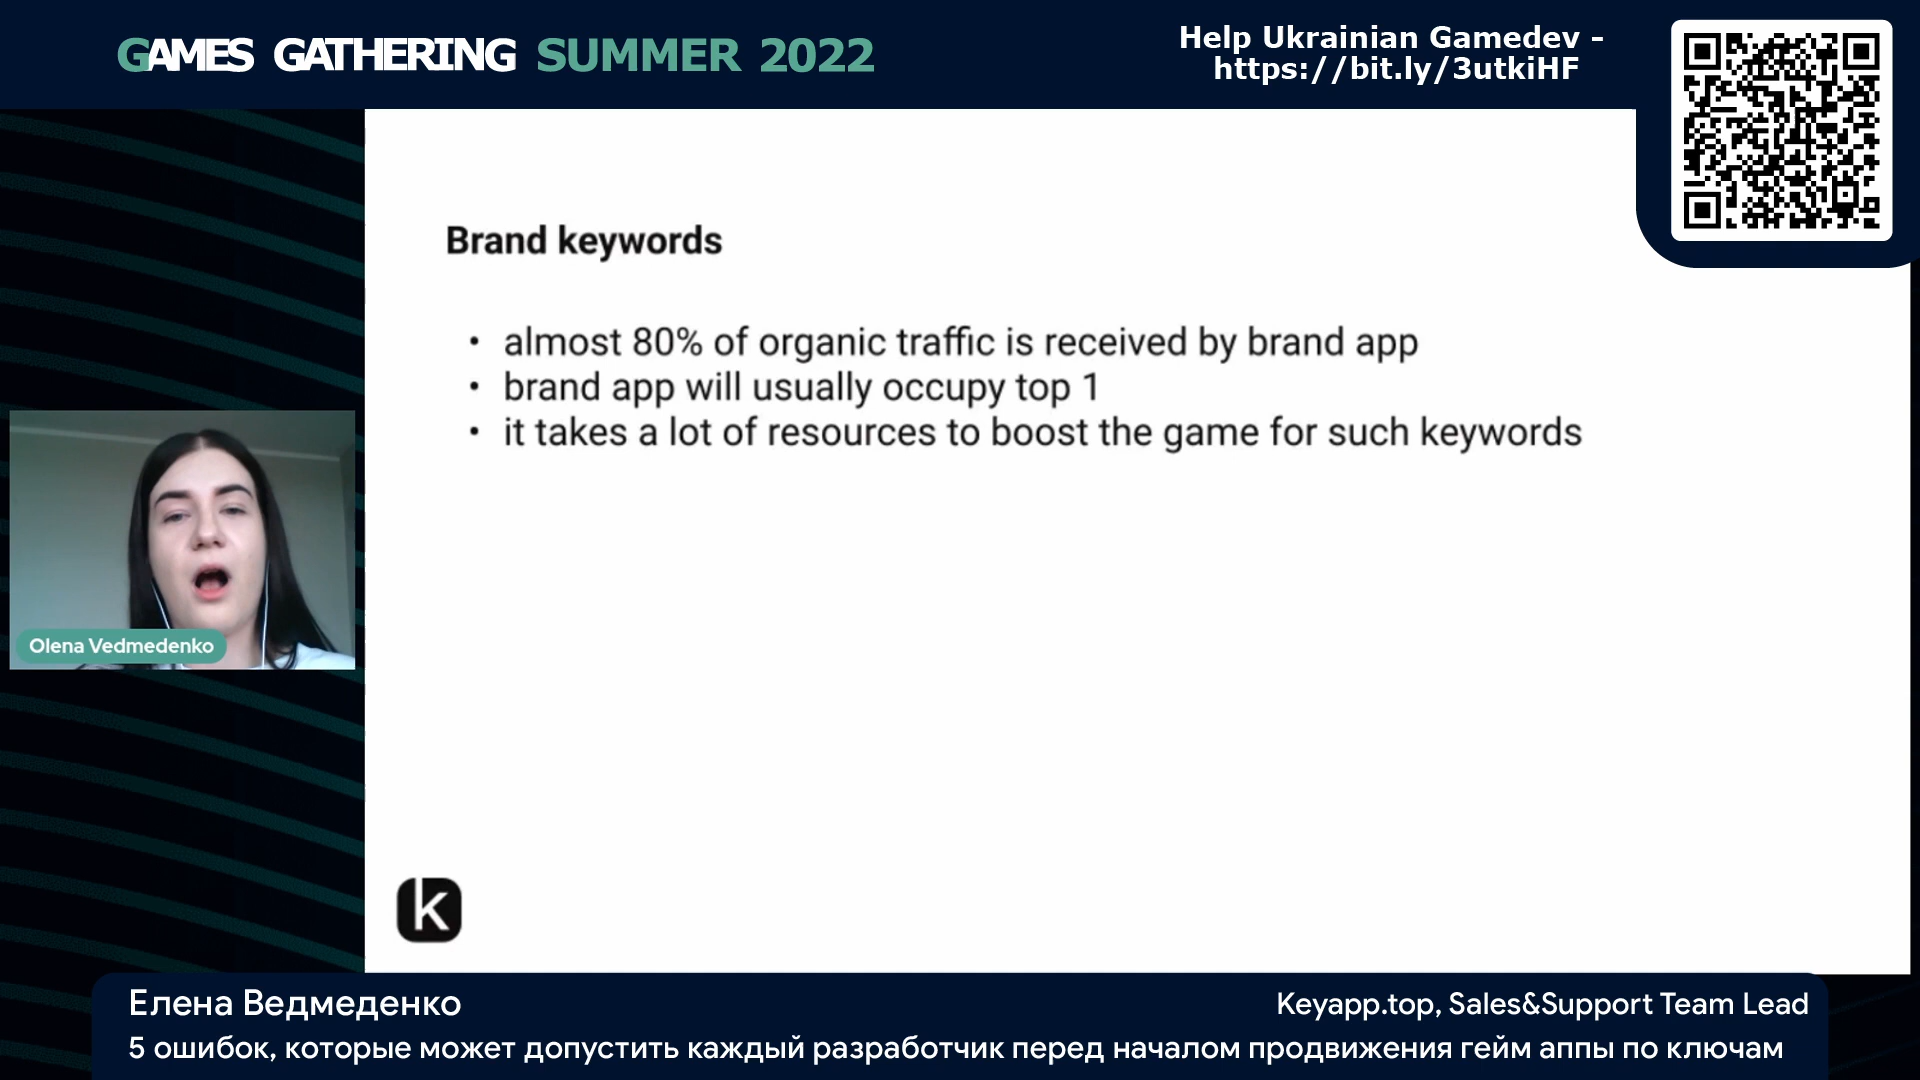 GAMES GATHERING SUMMER 2022
Help Ukrainian Gamedev -
https://bit.ly/3utkiHF
Brand keywords
• almost 80% of organic traffic is received by brand app
• brand app will usually occupy top 1
• it takes a lot of resources to boost the game for such keywords
Olena Vedmedenko
k
Елена Ведмеденко
Keyapp.top, Sales&Support Team Lead
5 ошибок, которые может допустить каждый разработчик перед началом продвижения гейм аппы по ключам